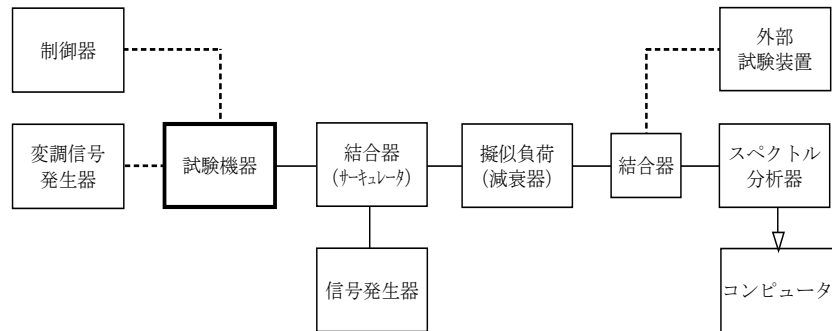 制御器
外部
試験装置
変調信号
発生器
試験機器
結合器
(サーキュレータ)
擬似負荷
(減衰器)
結合器
スペクトル
分析器
信号発生器
コンピュータ